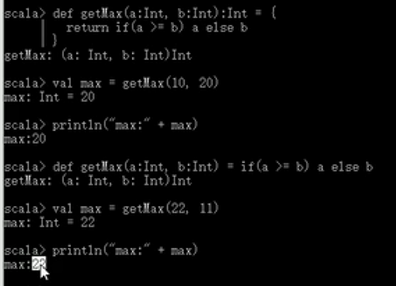 scala> def getMax(a:Int, b:Int):Int = {
     |    return if(a >= b) a else b
     | }
getMax: (a: Int, b: Int)Int
scala> val max = getMax(10, 20)
max: Int = 20
scala> println("max:" + max)
max:20
scala> def getMax(a:Int, b:Int) = if(a >= b) a else b
getMax: (a: Int, b: Int)Int
scala> val max = getMax(22, 11)
max: Int = 22
scala> println("max:" + max)
max:22